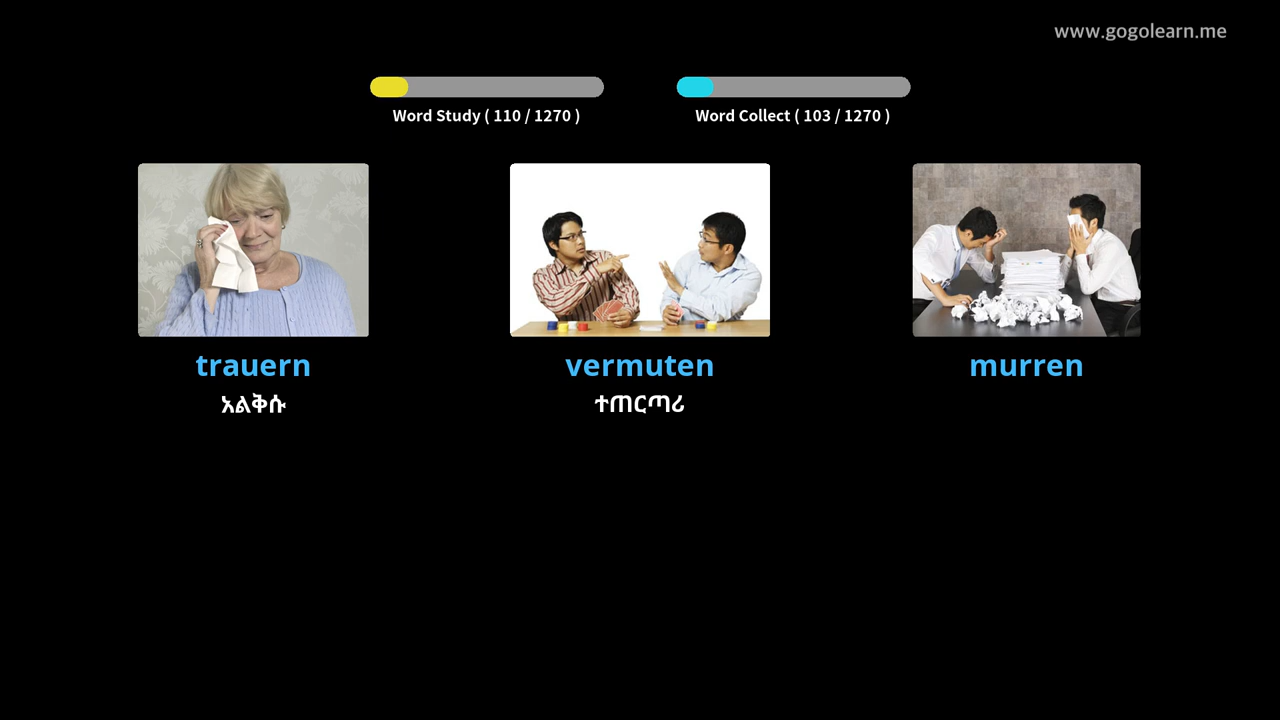 www.gogolearn.me
Word Study ( 110 / 1270 )
Word Collect ( 103 / 1270 )
trauern
vermuten
murren
አልቅሱ
ተጠርጣሪ